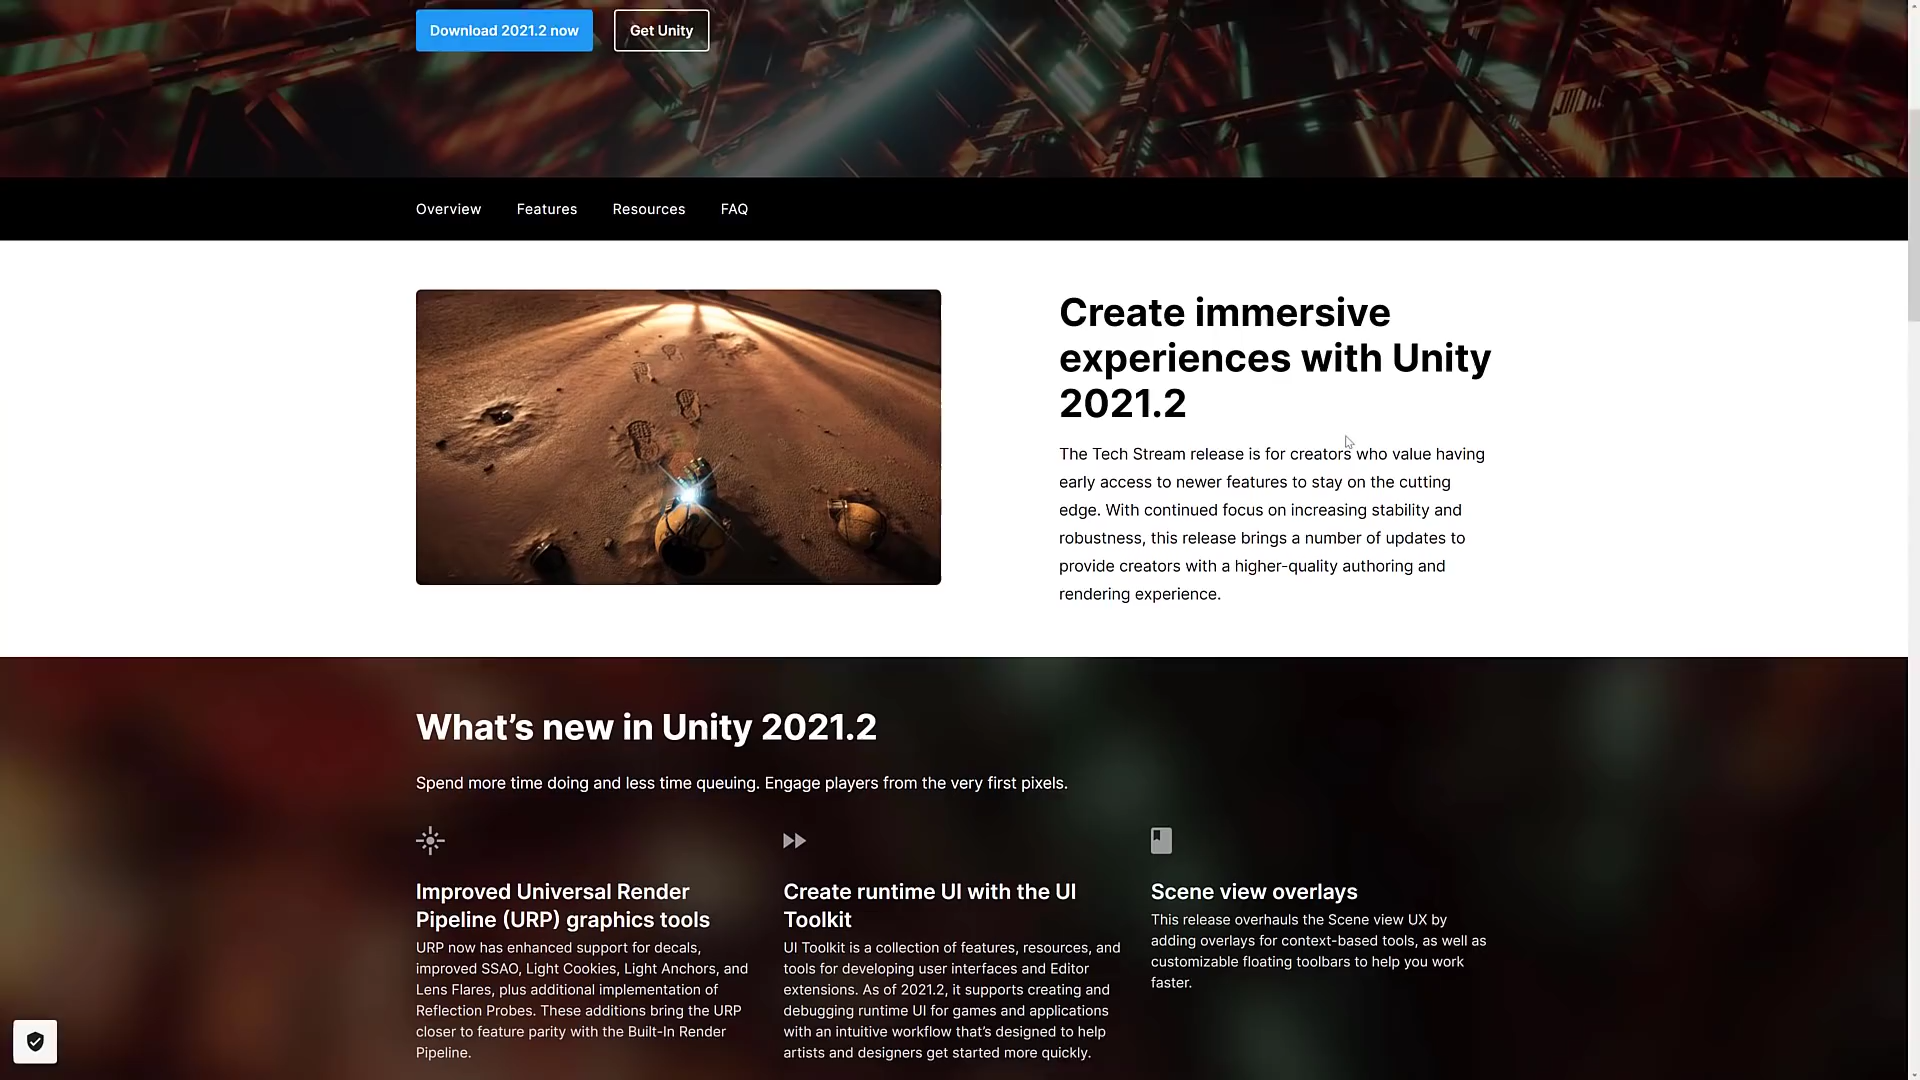 Download 2021.2 now
Get Unity
Overview
Features
Resources
FAQ
Create immersive
experiences with Unity
2021.2
The Tech Stream release is for creators who value having
early access to newer features to stay on the cutting
edge. With continued focus on increasing stability and
robustness, this release brings a number of updates to
provide creators with a higher-quality authoring and
rendering experience.
What's new in Unity 2021.2
Spend more time doing and less time queuing. Engage players from the very first pixels.
Improved Universal Render
Pipeline (URP) graphics tools
URP now has enhanced support for decals,
improved SSAO, Light Cookies, Light Anchors, and
Lens Flares, plus additional implementation of
Reflection Probes. These additions bring the URP
closer to feature parity with the Built-In Render
Pipeline.
Create runtime UI with the UI
Toolkit
UI Toolkit is a collection of features, resources, and
tools for developing user interfaces and Editor
extensions. As of 2021.2, it supports creating and
debugging runtime UI for games and applications
with an intuitive workflow that's designed to help
artists and designers get started more quickly.
Scene view overlays
This release overhauls the Scene view UX by
adding overlays for context-based tools, as well as
customizable floating toolbars to help you work
faster.